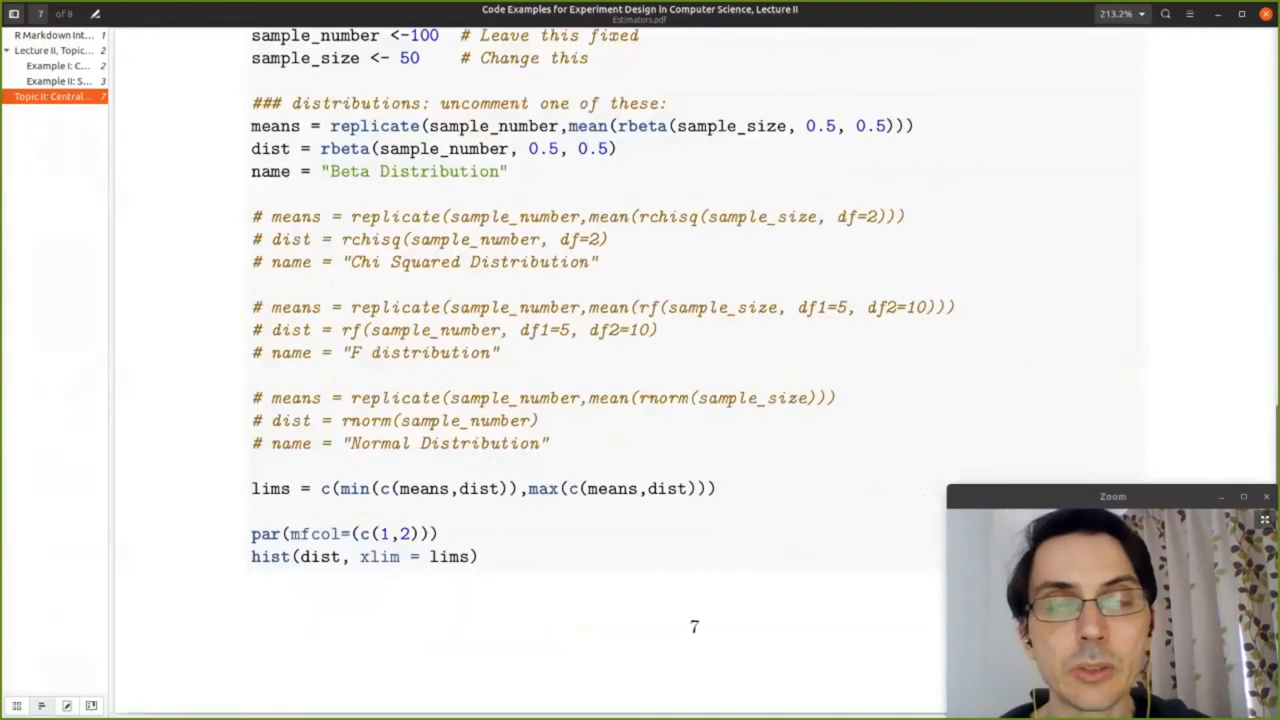 Code Examples for Experiment Design in Computer Science, Lecture II
Estimators.pdf
7 of 8
213.2%
R Markdown Int... 1
Lecture II, Topic... 2
Example I: C... 2
Example II: S... 3
Topic II: Central... 7
sample_number <-100 # Leave this fixed
sample_size <- 50 # Change this
### distributions: uncomment one of these:
means = replicate(sample_number,mean(rbeta(sample_size, 0.5, 0.5)))
dist = rbeta(sample_number, 0.5, 0.5)
name = "Beta Distribution"
# means = replicate(sample_number,mean(rchisq(sample_size, df=2)))
# dist = rchisq(sample_number, df=2)
# name = "Chi Squared Distribution"
# means = replicate(sample_number,mean(rf(sample_size, df1=5, df2=10)))
# dist = rf(sample_number, df1=5, df2=10)
# name = "F distribution"
# means = replicate(sample_number,mean(rnorm(sample_size)))
# dist = rnorm(sample_number)
# name = "Normal Distribution"
lims = c(min(c(means,dist)),max(c(means,dist)))
par(mfcol=(c(1,2)))
hist(dist, xlim = lims)
7
Zoom